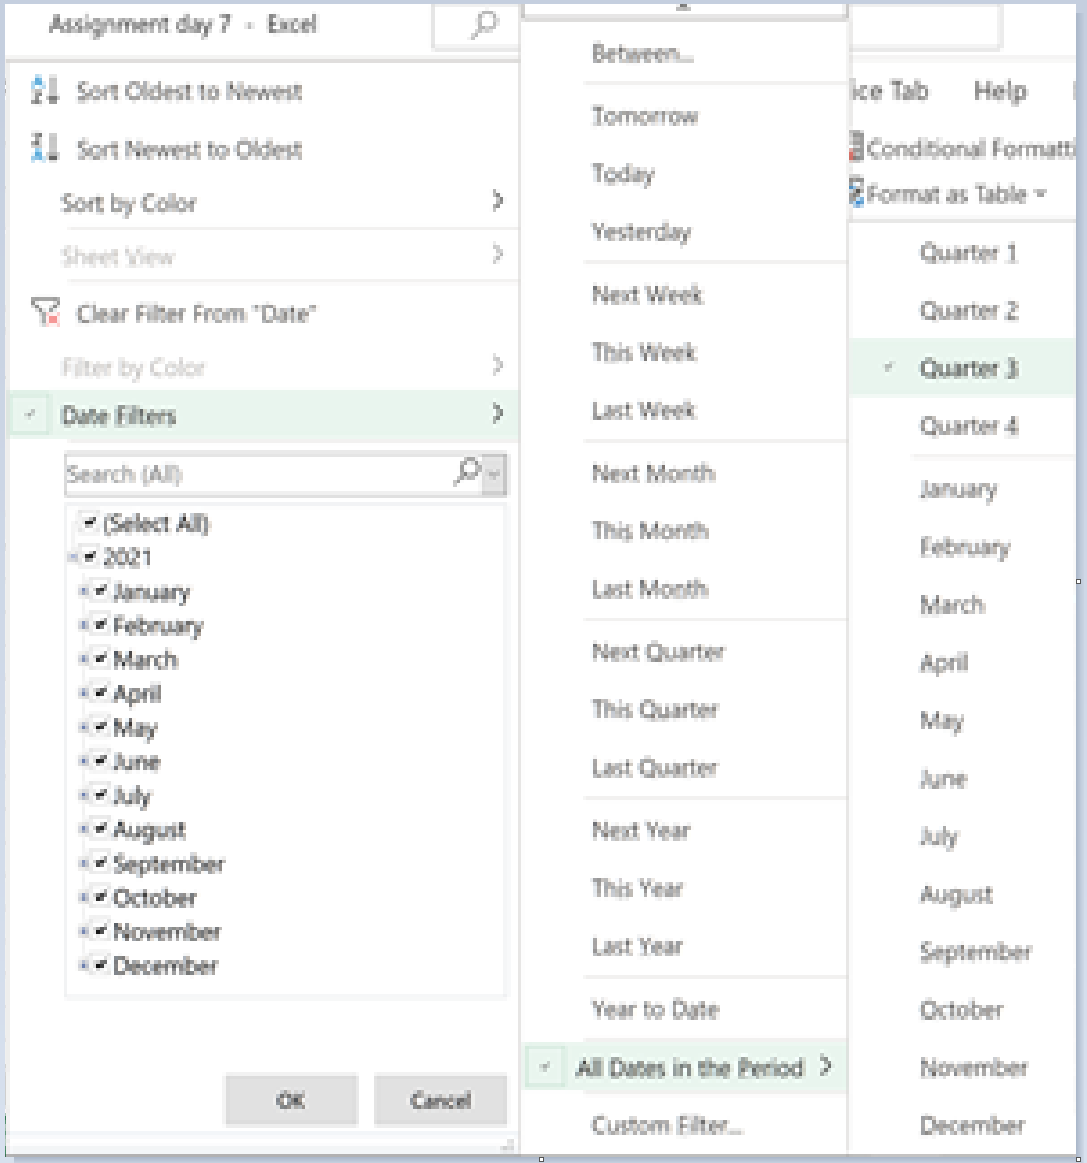 Assignment day 7 - Excel
Sort Oldest to Newest
Sort Newest to Oldest
Sort by Color
Sheet View
Clear Filter From "Date"
Filter by Color
Date Filters
Search (All)
(Select All)
2021
January
February
March
April
May
June
July
August
September
October
November
December
OK
Cancel
Between...
Tomorrow
Today
Yesterday
Next Week
This Week
Last Week
Next Month
This Month
Last Month
Next Quarter
This Quarter
Last Quarter
Next Year
This Year
Last Year
Year to Date
All Dates in the Period
Custom Filter...
ice Tab Help
Conditional Formatti
Format as Table
Quarter 1
Quarter 2
Quarter 3
Quarter 4
January
February
March
April
May
June
July
August
September
October
November
December